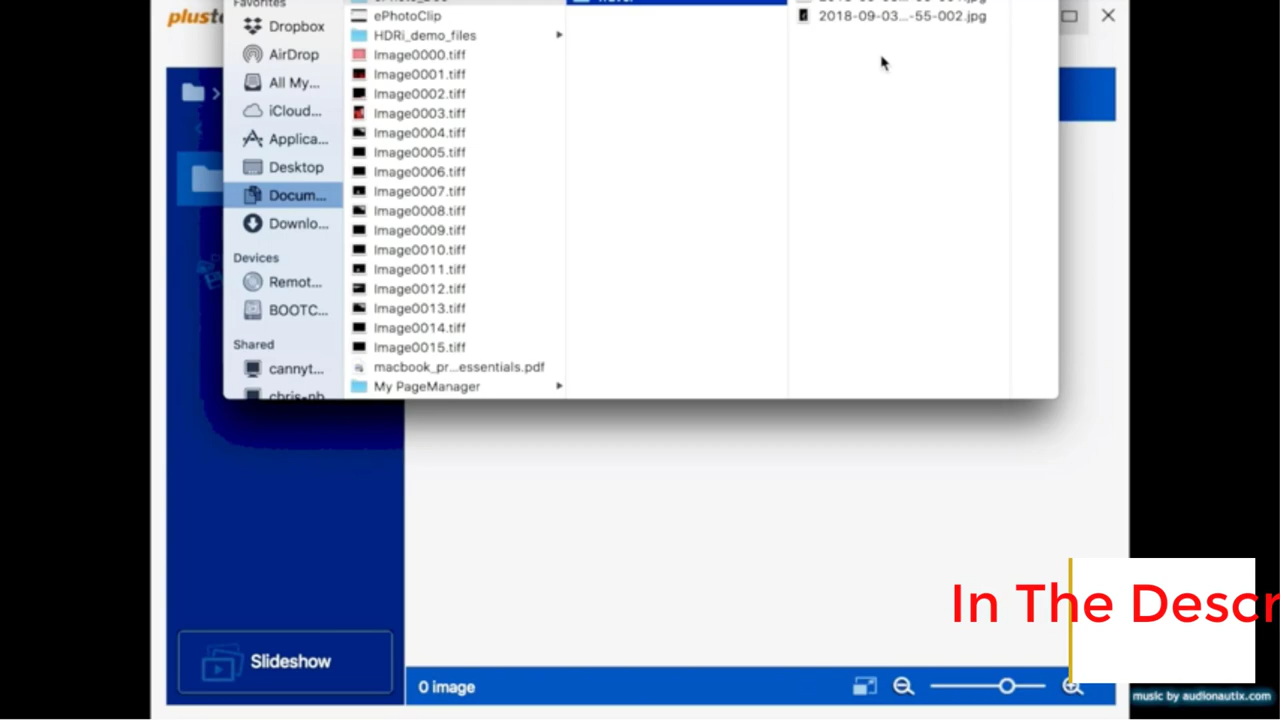 pluste
Favorites
Dropbox
AirDrop
All My...
iCloud...
Applica...
Desktop
Docum...
Downlo...
Devices
Remot...
BOOTC...
Shared
cannyt...
chris-nb
ePhotoClip
HDRi_demo_files
Image0000.tiff
Image0001.tiff
Image0002.tiff
Image0003.tiff
Image0004.tiff
Image0005.tiff
Image0006.tiff
Image0007.tiff
Image0008.tiff
Image0009.tiff
Image0010.tiff
Image0011.tiff
Image0012.tiff
Image0013.tiff
Image0014.tiff
Image0015.tiff
macbook_pr...essentials.pdf
My PageManager
2018-09-03...-55-002.jpg
Slideshow
0 image
In The Descr
music by audionautix.com